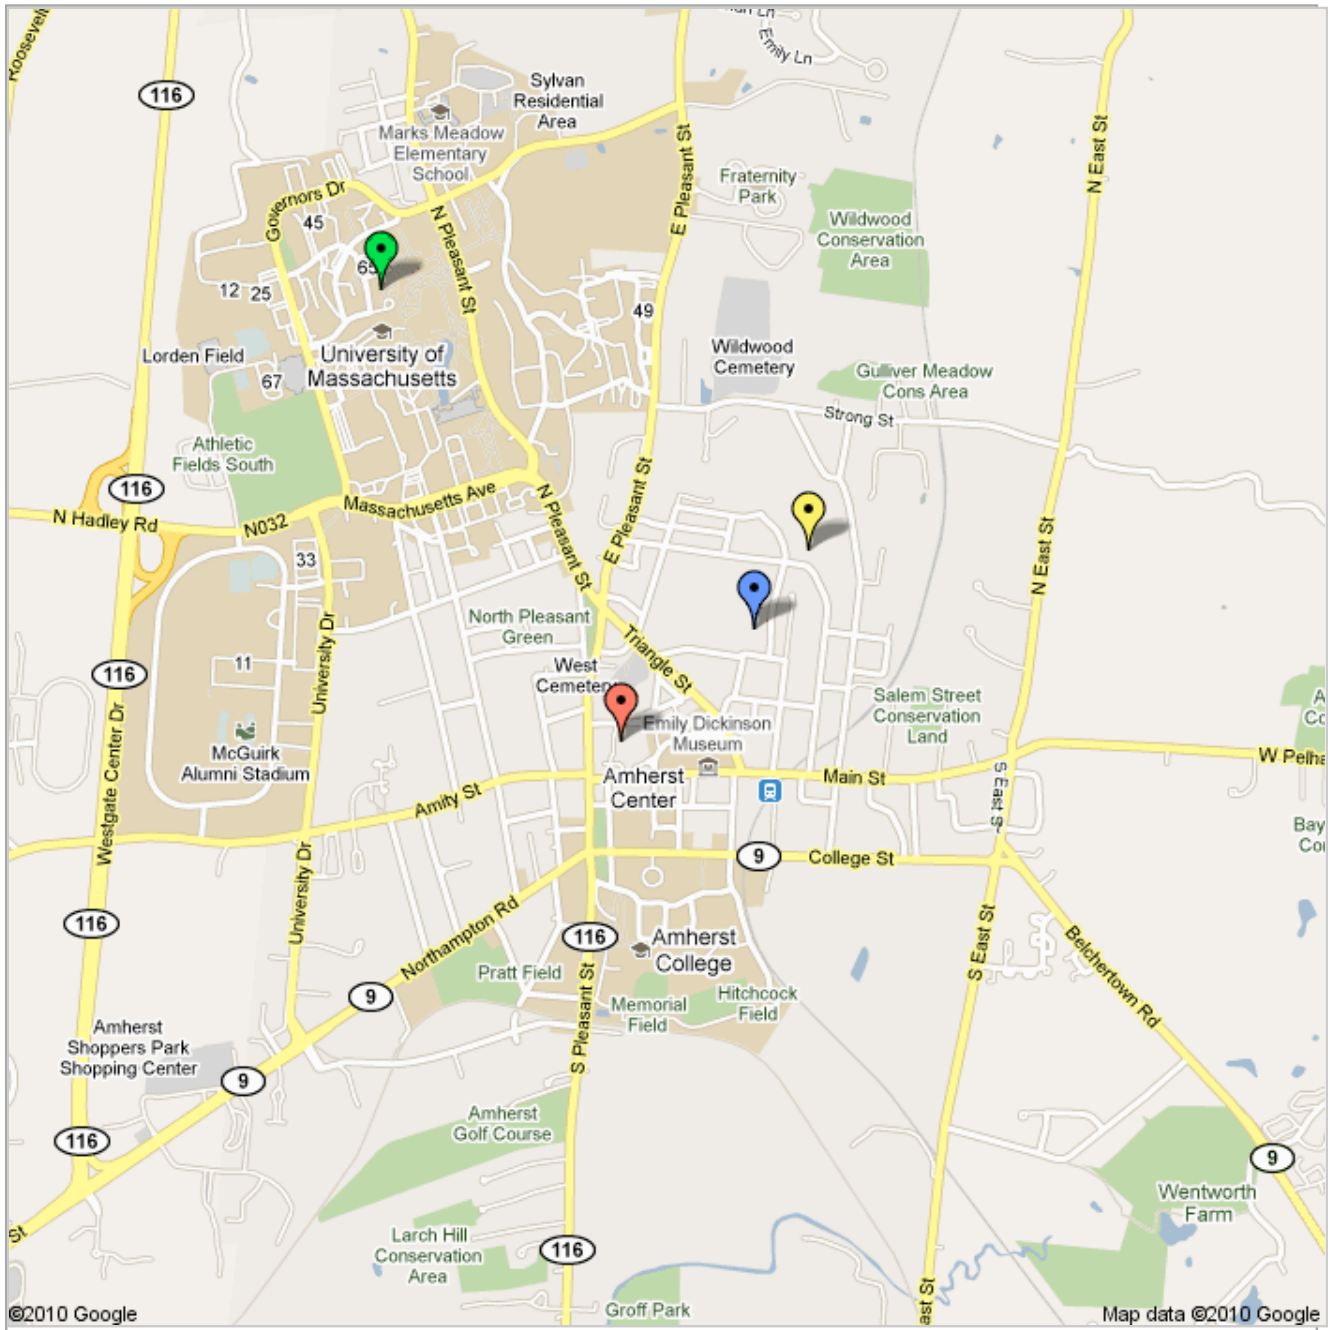 Emily Ln
Roosevelt
116
Sylvan
Residential
Area
Marks Meadow
Elementary
School
N East St
E Pleasant St
Fraternity
Park
Governors Dr
45
N Pleasant St
Wildwood
Conservation
Area
65
12
25
49
Lorden Field
University of
Massachusetts
67
Wildwood
Cemetery
Gulliver Meadow
Cons Area
Strong St
Athletic
Fields South
116
Massachusetts Ave
N Hadley Rd
N032
N Pleasant St
E Pleasant St
N East St
33
North Pleasant
Green
University Dr
Triangle St
11
West
Cemetery
116
Salem Street
Conservation
Land
Emily Dickinson
Museum
McGuirk
Alumni Stadium
Westgate Center Dr
Amherst
Center
Main St
S East St
W Pelha
Amity St
Bay
Co
9
College St
University Dr
Northampton Rd
116
116
Amherst
College
S East St
Belchertown Rd
Pratt Field
9
Memorial
Field
Hitchcock
Field
S Pleasant St
Amherst
Shoppers Park
Shopping Center
9
Amherst
Golf Course
116
9
Wentworth
Farm
St
Larch Hill
Conservation
Area
116
Groff Park
ast St
©2010 Google
Map data ©2010 Google